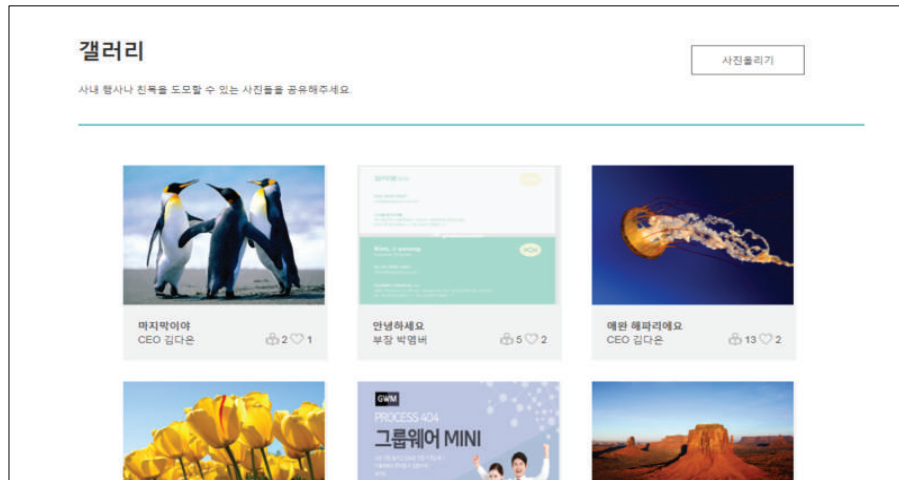 갤러리
사진올리기
사내 행사나 친목을 도모할 수 있는 사진들을 공유해주세요.
마지막이야
CEO 김다은
2 1
안녕하세요
부장 박멤버
5 2
애완 해파리에요
CEO 김다은
13 2
GWM
PROCESS 404
그룹웨어 MINI